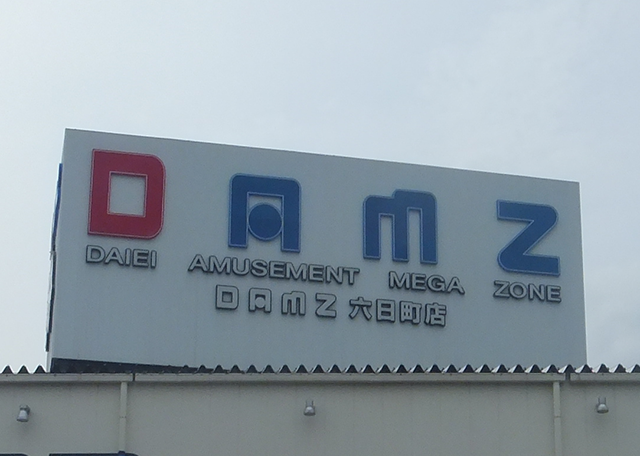 DAMZ
DAIEI AMUSEMENT MEGA ZONE
DAMZ 六日町店